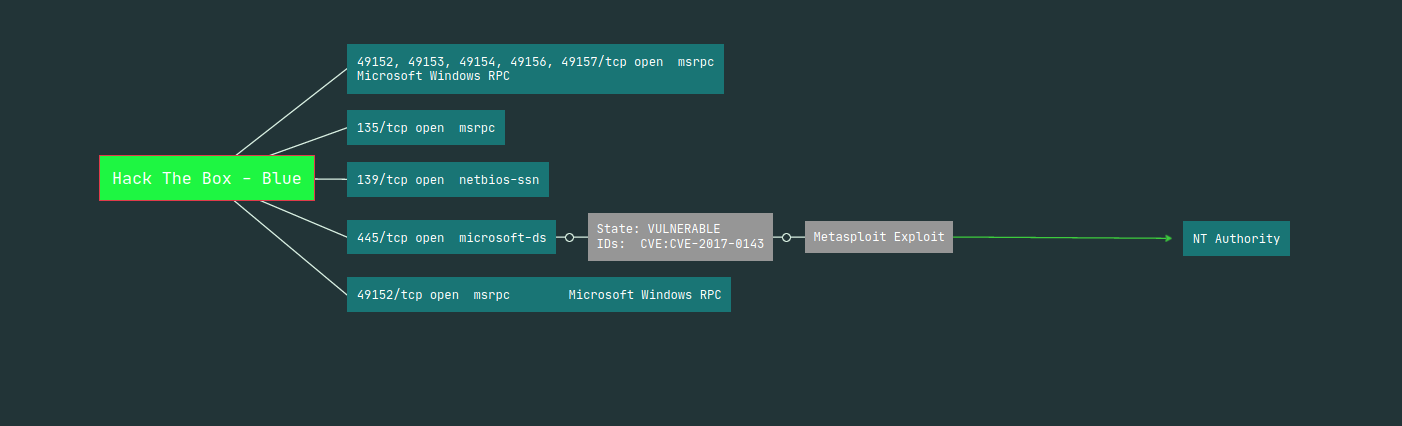 49152, 49153, 49154, 49156, 49157/tcp open  msrpc
Microsoft Windows RPC
135/tcp open  msrpc
Hack The Box - Blue
139/tcp open  netbios-ssn
445/tcp open  microsoft-ds
State: VULNERABLE
IDs:  CVE:CVE-2017-0143
Metasploit Exploit
NT Authority
49152/tcp open  msrpc        Microsoft Windows RPC